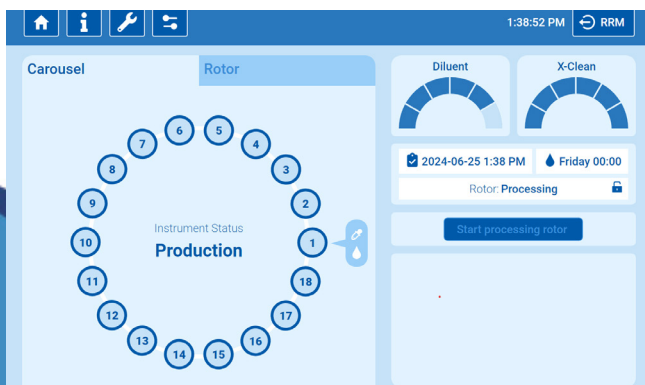 1:38:52 PM
RRM
Carousel
Rotor
Diluent
X-Clean
6
5
7
4
8
3
9
2
Instrument Status
Production
10
1
11
18
12
17
13
16
14
15
2024-06-25 1:38 PM
Friday 00:00
Rotor: Processing
Start processing rotor